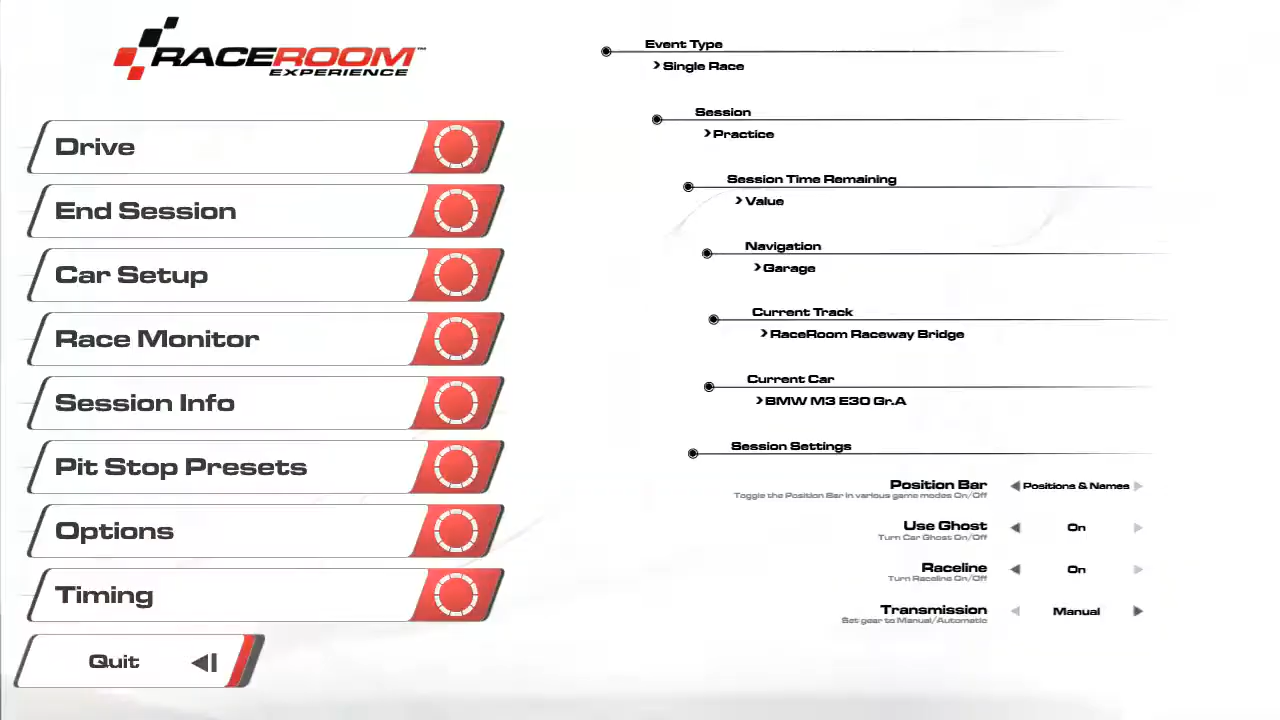 RACEROOM™
EXPERIENCE
Drive
End Session
Car Setup
Race Monitor
Session Info
Pit Stop Presets
Options
Timing
Quit
Event Type
Single Race
Session
Practice
Session Time Remaining
Value
Navigation
Garage
Current Track
RaceRoom Raceway Bridge
Current Car
BMW M3 E30 Gr.A
Session Settings
Position Bar
Positions & Names
Toggle the Position Bar in various game modes On/Off
Use Ghost
On
Turn Car Ghost On/Off
Raceline
On
Turn Raceline On/Off
Transmission
Manual
Set gear to Manual/Automatic